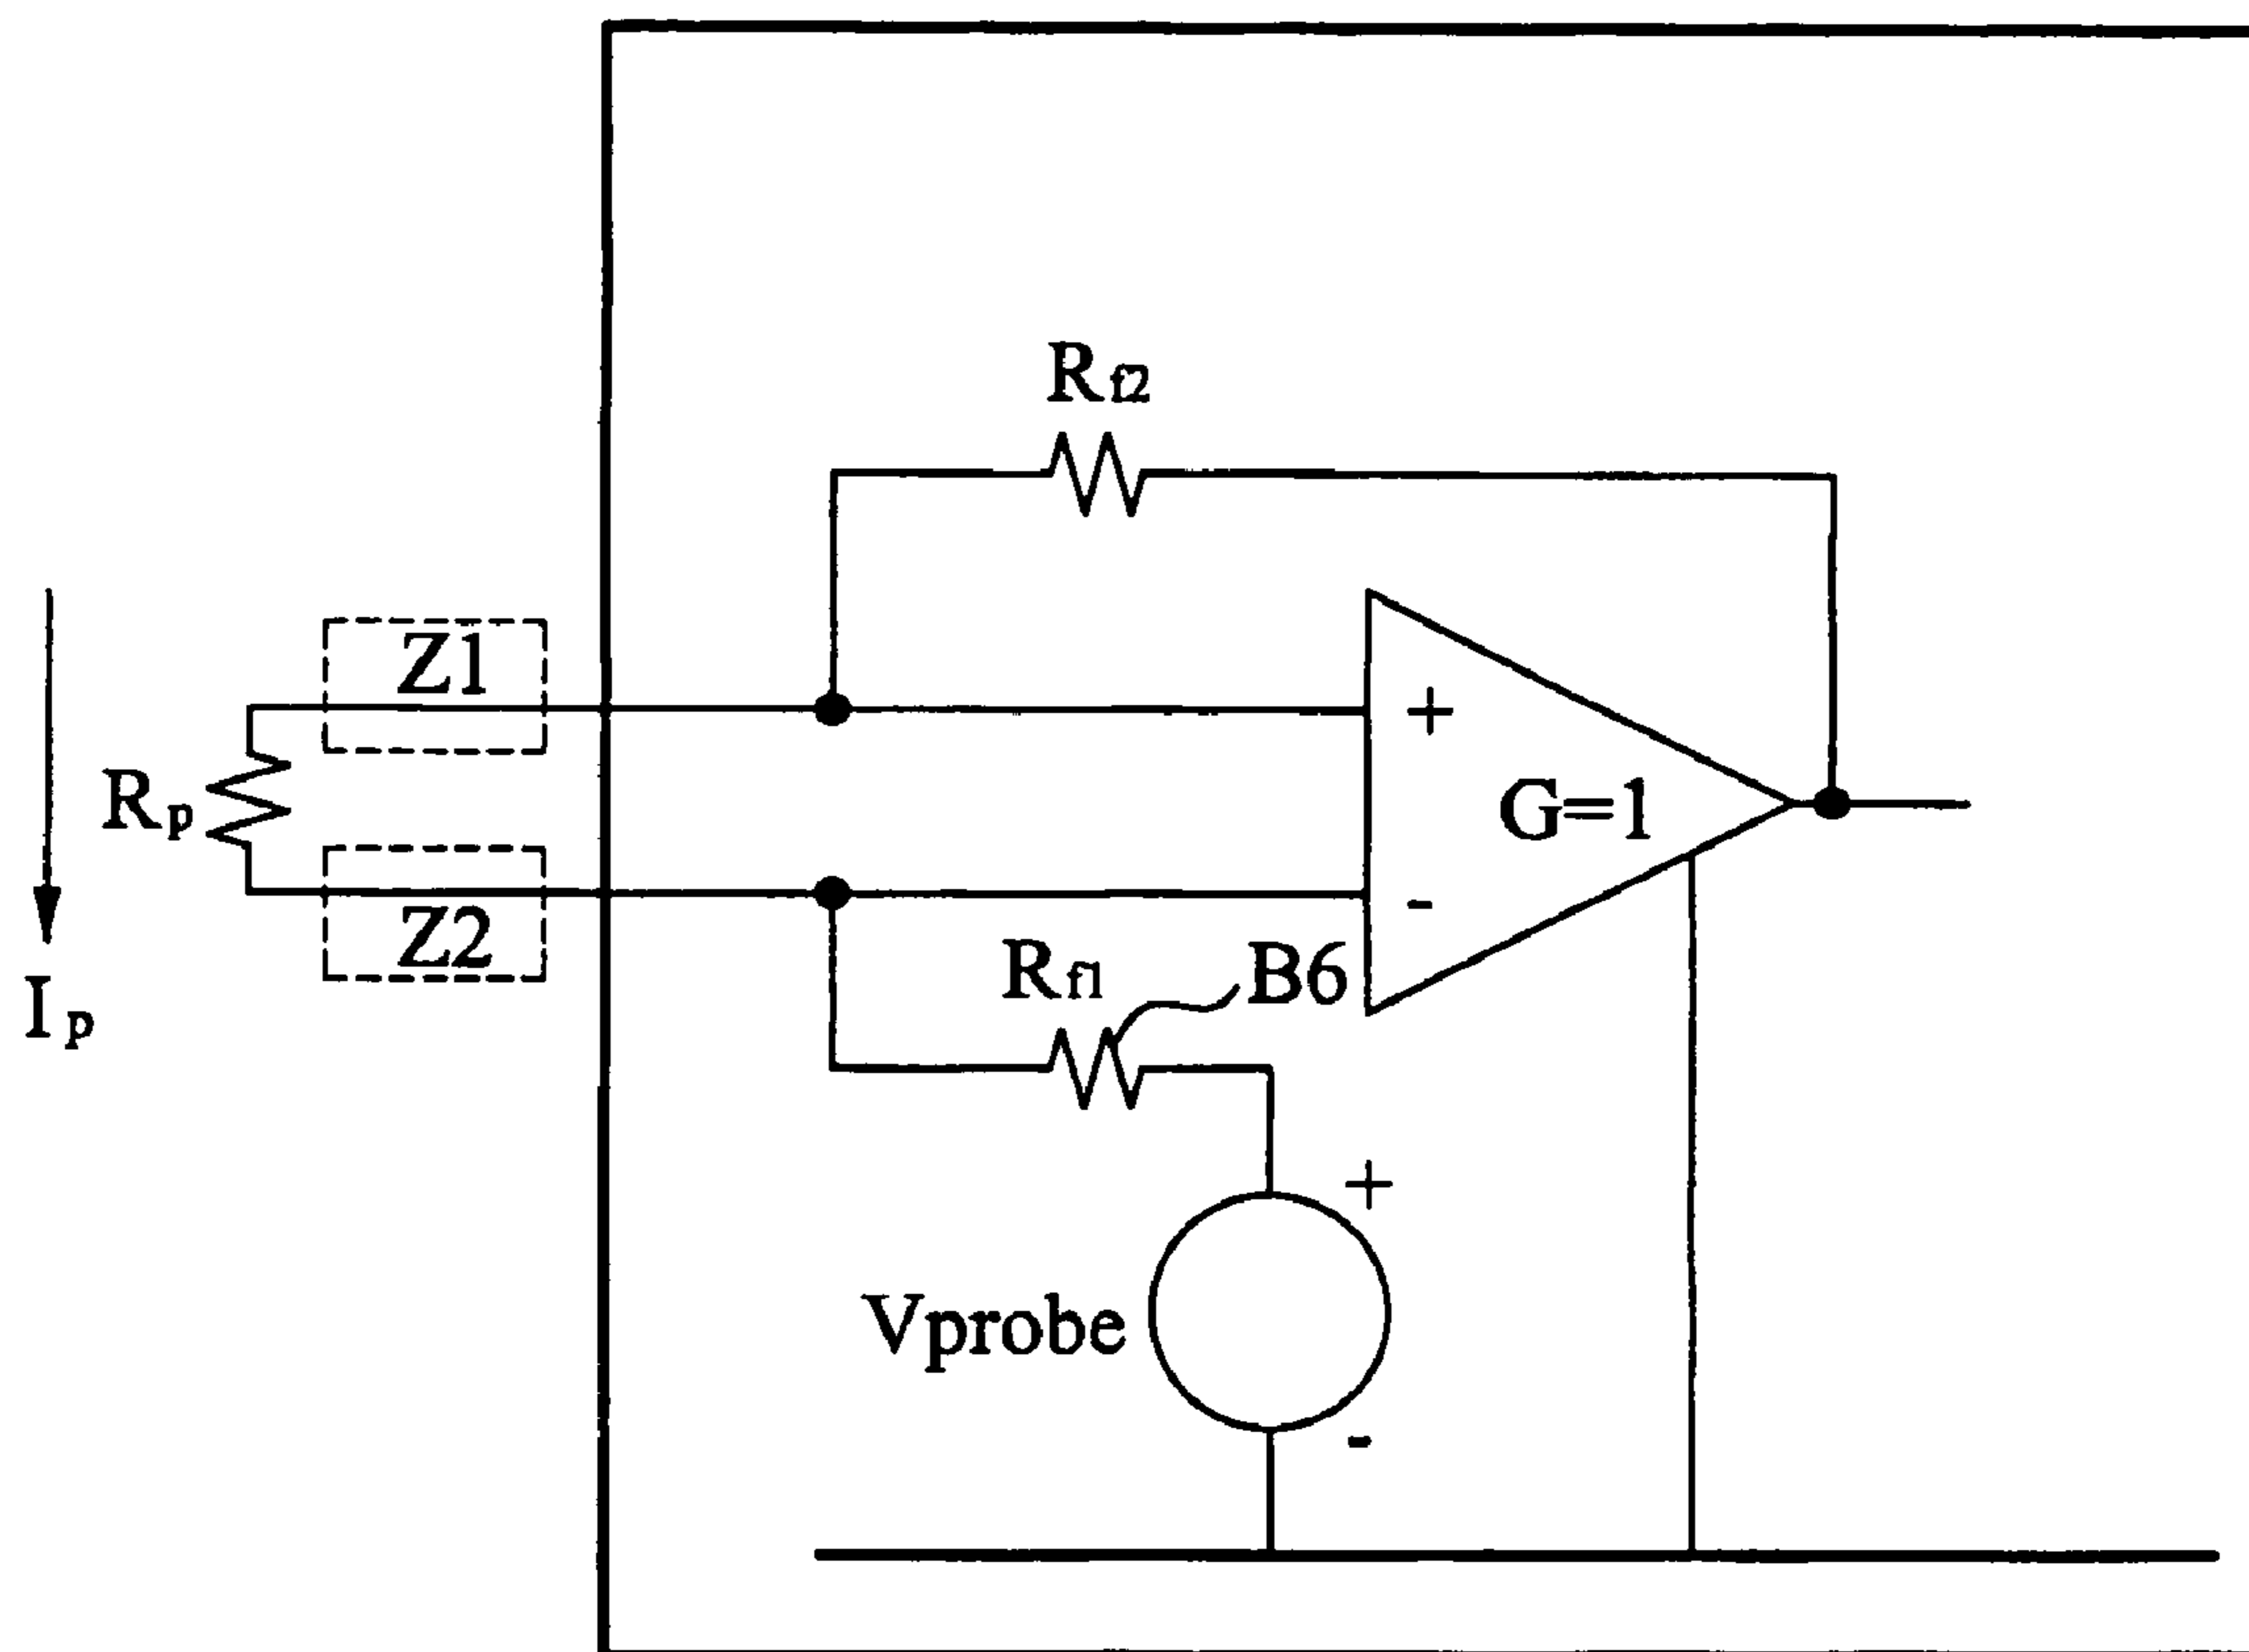 Rf2
Z1
+
Rp
G=1
-
Z2
Rf1
B6
Ip
+
Vprobe
-